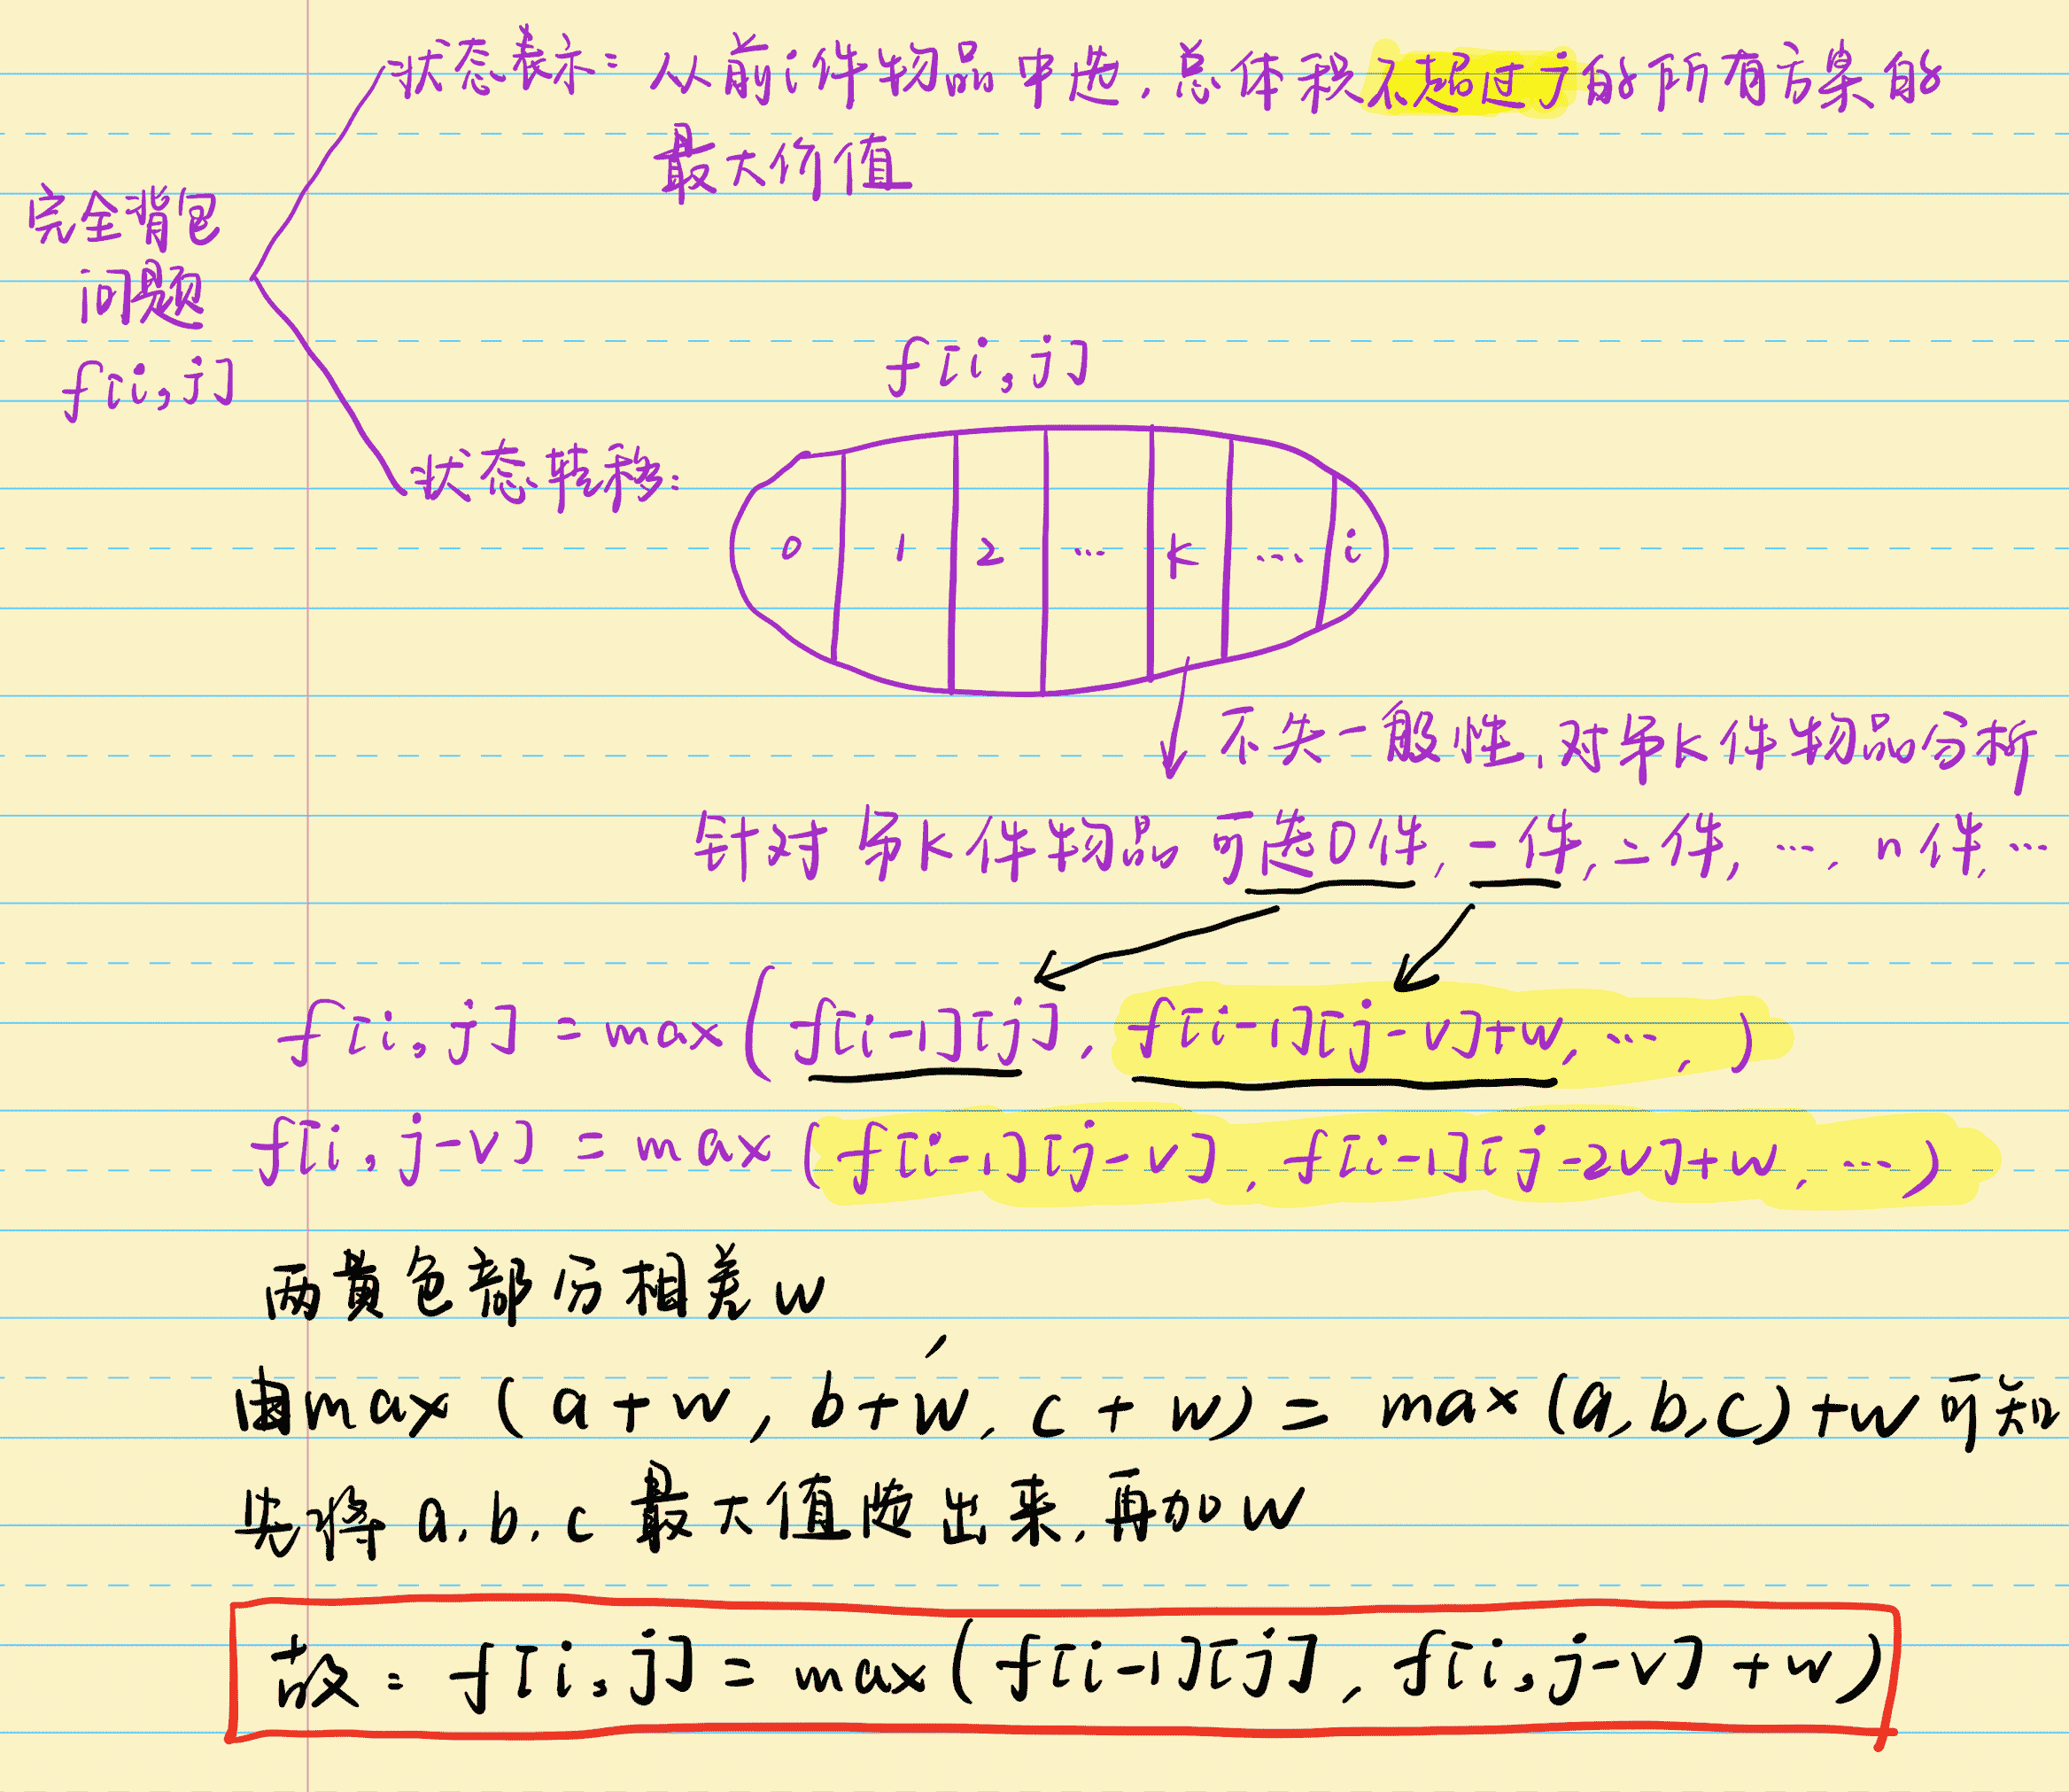 状态表示：从前i件物品中选，总体积不超过j的所有方案的
最大价值
完全背包
问题
f[i,j]
f[i,j]
状态转移：
0 1 2 … k … i
不失一般性，对第k件物品分析
针对第k件物品可选0件，一件，二件，…，n件，…
f[i,j] = max(f[i-1][j], f[i-1][j-v]+w, …, )
f[i,j-v] = max(f[i-1][j-v], f[i-1][j-2v]+w, …)
两黄色部分相差w
由max(a+w, b+w, c+w) = max(a,b,c)+w可知
先将a,b,c最大值选出来，再加w
故：f[i,j] = max(f[i-1][j], f[i,j-v]+w)